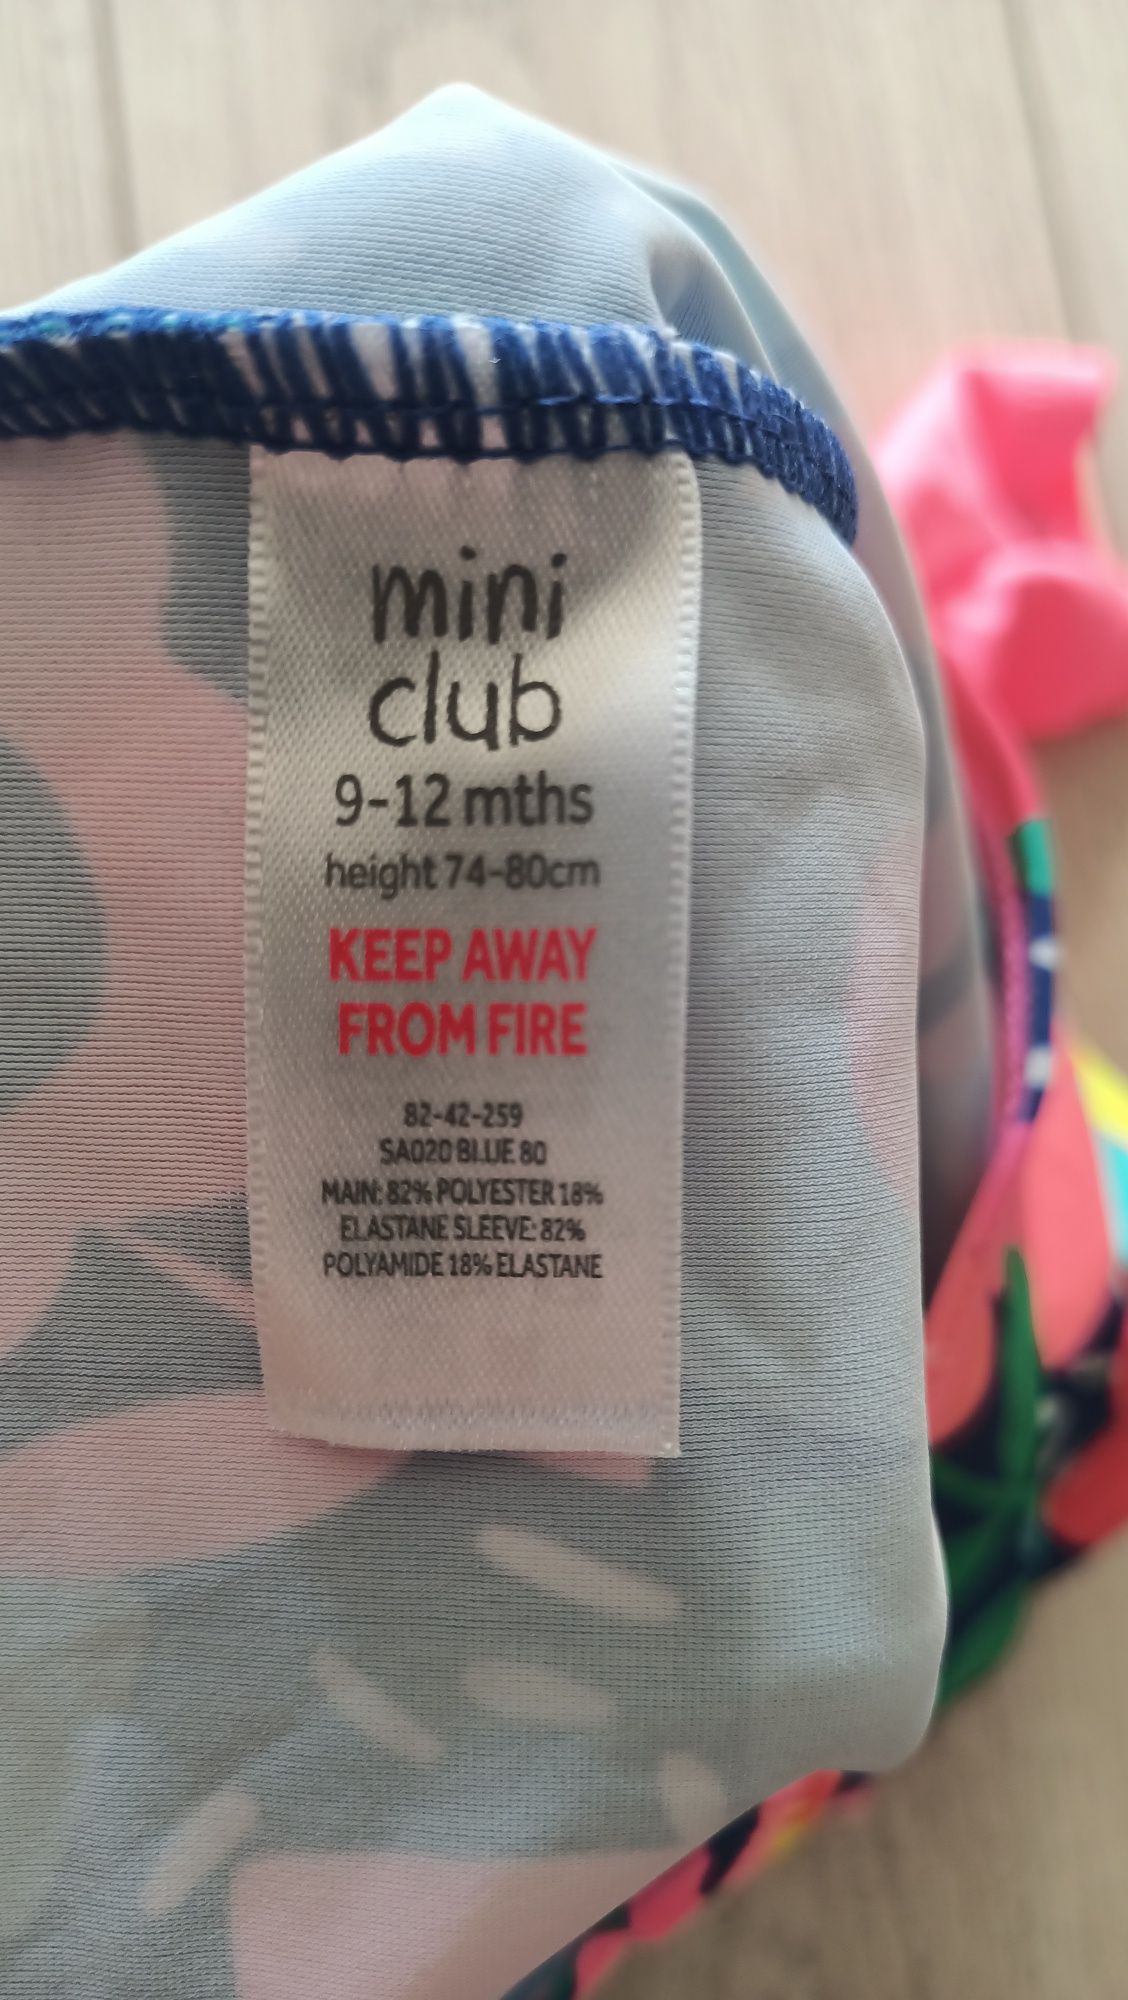 mini
club
9-12 mths
height 74-80cm
KEEP AWAY
FROM FIRE
82-42-259
SA020 BLUE 80
MAIN: 82% POLYESTER 18%
ELASTANE SLEEVE: 82%
POLYAMIDE 18% ELASTANE